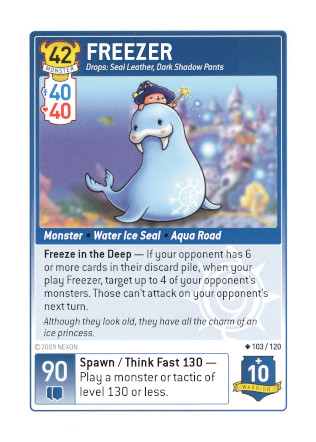 42
MONSTER
FREEZER
Drops: Seal Leather, Dark Shadow Pants
40
40
Monster • Water Ice Seal • Aqua Road
Freeze in the Deep — If your opponent has 6
or more cards in their discard pile, when your
play Freezer, target up to 4 of your opponent's
monsters. Those can't attack on your opponent's
next turn.
Although they look old, they have all the charm of an
ice princess.
©2009 NEXON
◆ 103 / 120
90
Spawn / Think Fast 130 —
Play a monster or tactic of
level 130 or less.
+
10
WARRIOR